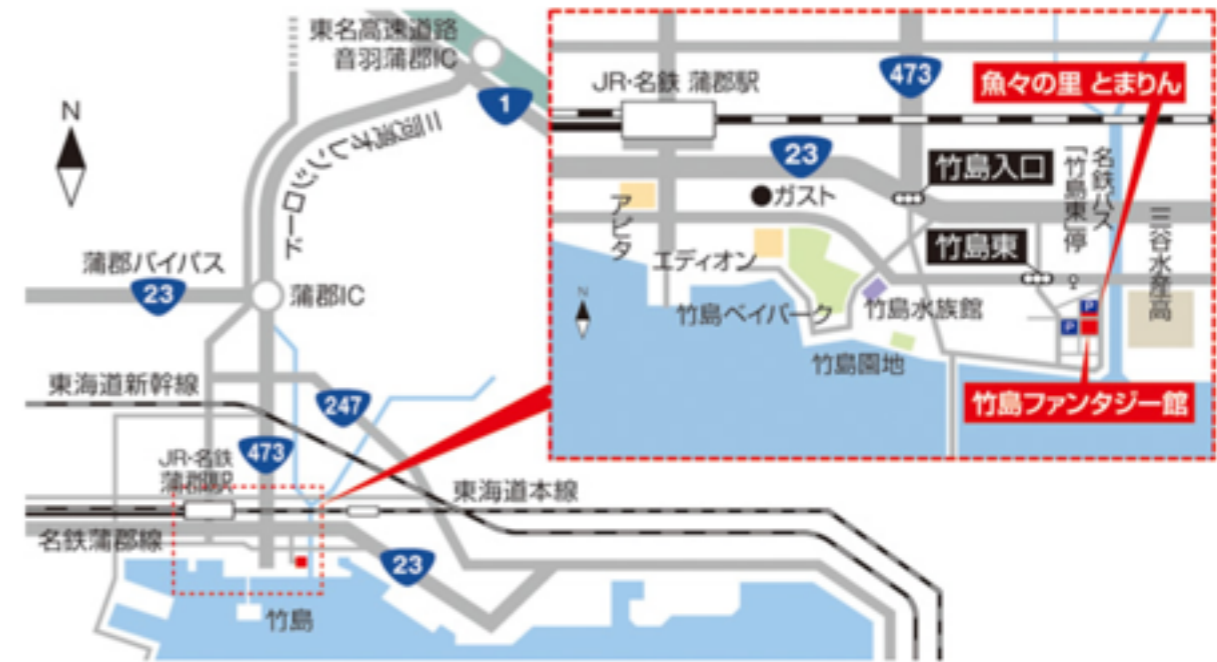 東名高速道路
音羽蒲郡IC
1
N
三河湾オレンジロード
蒲郡バイパス
23
蒲郡IC
東海道新幹線
247
JR・名鉄
蒲郡駅
473
東海道本線
名鉄蒲郡線
23
竹島
JR・名鉄 蒲郡駅
473
魚々の里 とまりん
23
竹島入口
名鉄バス
「竹島東」停
ガスト
アピタ
竹島東
三谷水産高
エディオン
N
竹島ベイパーク
竹島水族館
P
P
竹島園地
竹島ファンタジー館